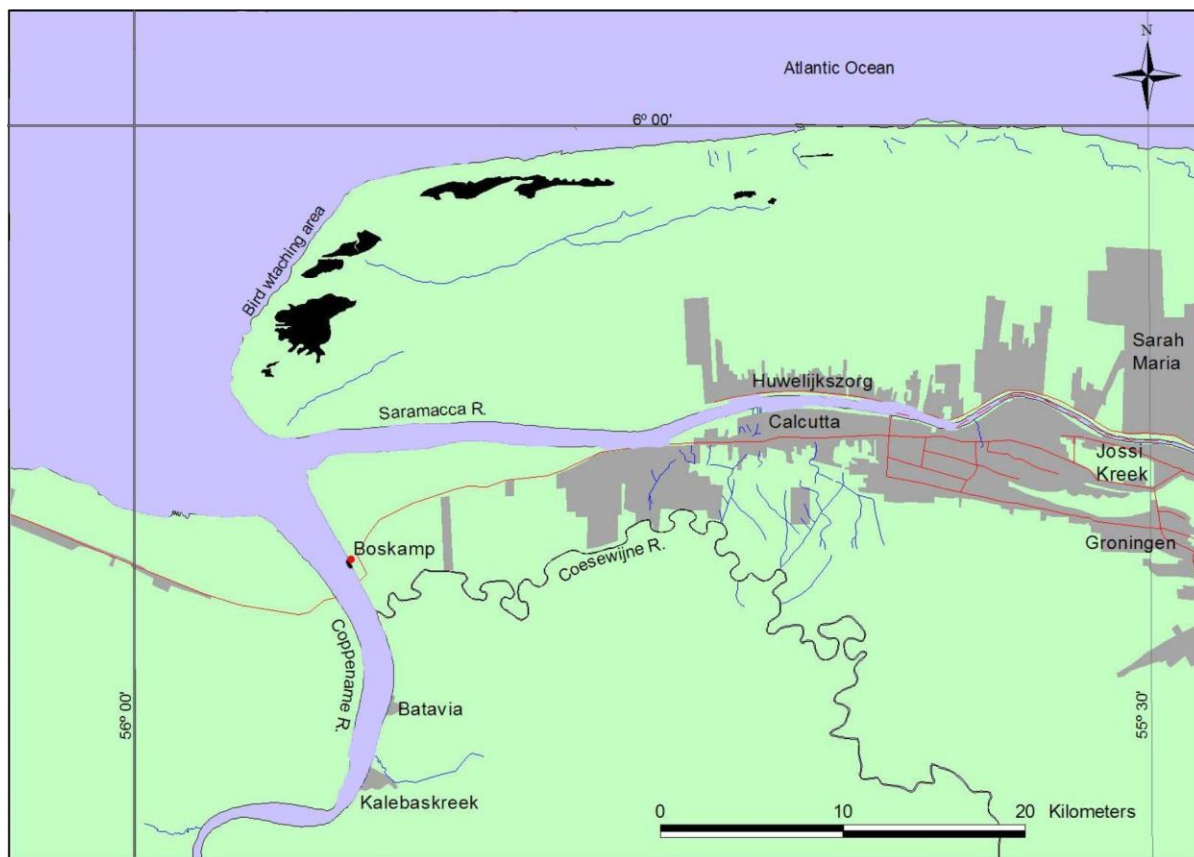 N
Atlantic Ocean
6º 00'
Bird wtaching area
Sarah
Maria
Huwelijkszorg
Saramacca R.
Calcutta
Jossi
Kreek
Groningen
Boskamp
Coesewijne R.
Coppename R.
56º 00'
Batavia
55º 30'
Kalebaskreek
0 10 20 Kilometers